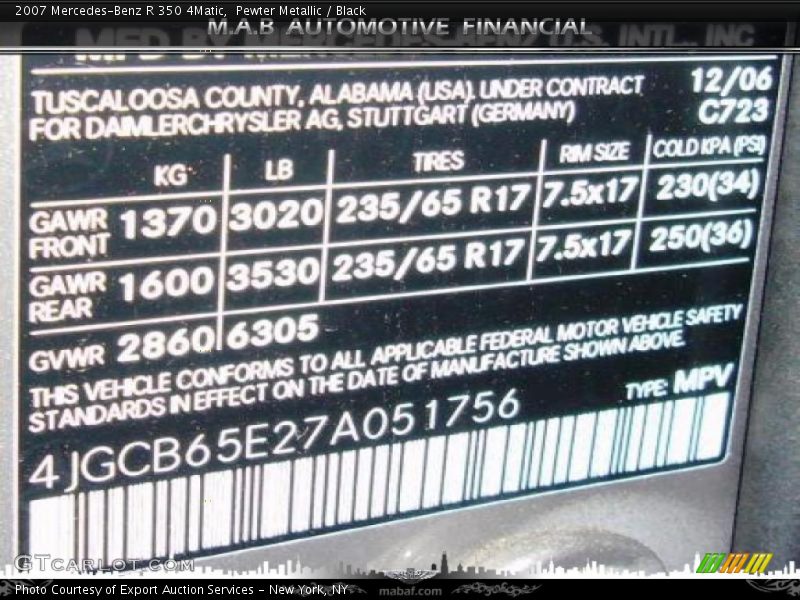 2007 Mercedes-Benz R 350 4Matic, Pewter Metallic / Black
M.A.B AUTOMOTIVE FINANCIAL
TUSCALOOSA COUNTY, ALABAMA (USA), UNDER CONTRACT 12/06
FOR DAIMLERCHRYSLER AG, STUTTGART (GERMANY) C723
KG LB TIRES RIM SIZE COLD KPA (PSI)
GAWR FRONT 1370 3020 235/65 R17 7.5x17 230(34)
GAWR REAR 1600 3530 235/65 R17 7.5x17 250(36)
GVWR 2860 6305
THIS VEHICLE CONFORMS TO ALL APPLICABLE FEDERAL MOTOR VEHICLE SAFETY
STANDARDS IN EFFECT ON THE DATE OF MANUFACTURE SHOWN ABOVE.
4JGCB65E27A051756 TYPE: MPV
GTcarlot.com
Photo Courtesy of Export Auction Services - New York, NY mabaf.com